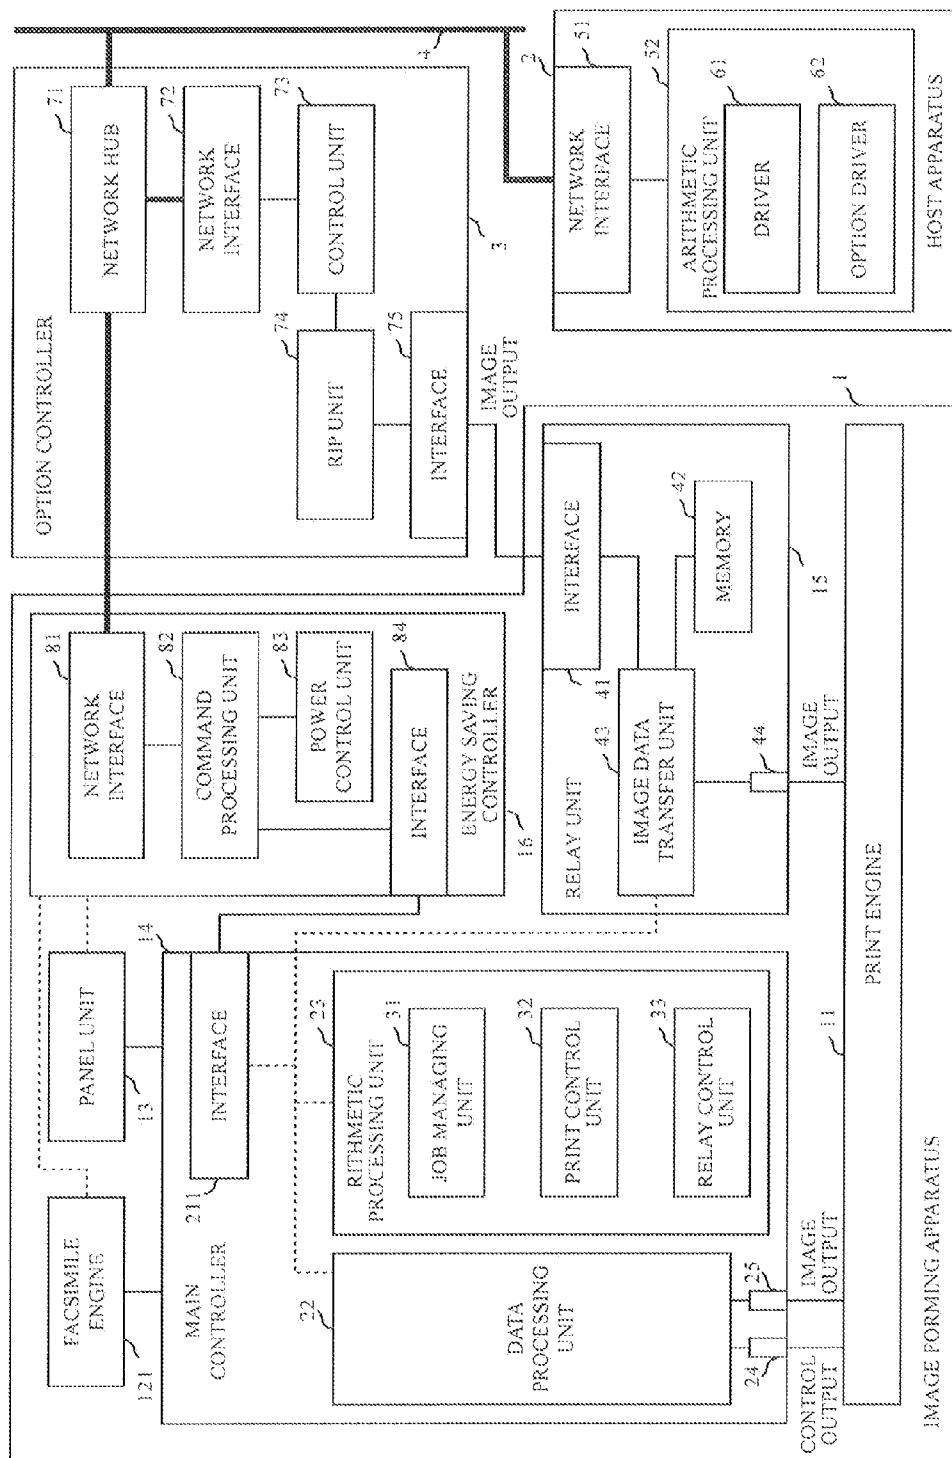 FACSIMILE
ENGINE
121
PANEL UNIT
13
MAIN
CONTROLLER
14
INTERFACE
211
DATA
PROCESSING
UNIT
22
RITHMETIC
PROCESSING UNIT
23
JOB MANAGING
UNIT
31
PRINT CONTROL
UNIT
32
RELAY CONTROL
UNIT
33
24
25
CONTROL
OUTPUT
IMAGE
OUTPUT
NETWORK
INTERFACE
81
COMMAND
PROCESSING UNIT
82
POWER
CONTROL UNIT
83
INTERFACE
84
ENERGY SAVING
CONTROLLER
16
OPTION CONTROLLER
NETWORK HUB
71
NETWORK
INTERFACE
72
CONTROL UNIT
73
RIP UNIT
74
INTERFACE
75
3
IMAGE
OUTPUT
4
RELAY UNIT
INTERFACE
41
MEMORY
42
IMAGE DATA
TRANSFER UNIT
43
44
IMAGE
OUTPUT
15
2
NETWORK
INTERFACE
51
ARITHMETIC
PROCESSING UNIT
52
DRIVER
61
OPTION DRIVER
62
HOST APPARATUS
1
PRINT ENGINE
11
IMAGE FORMING APPARATUS